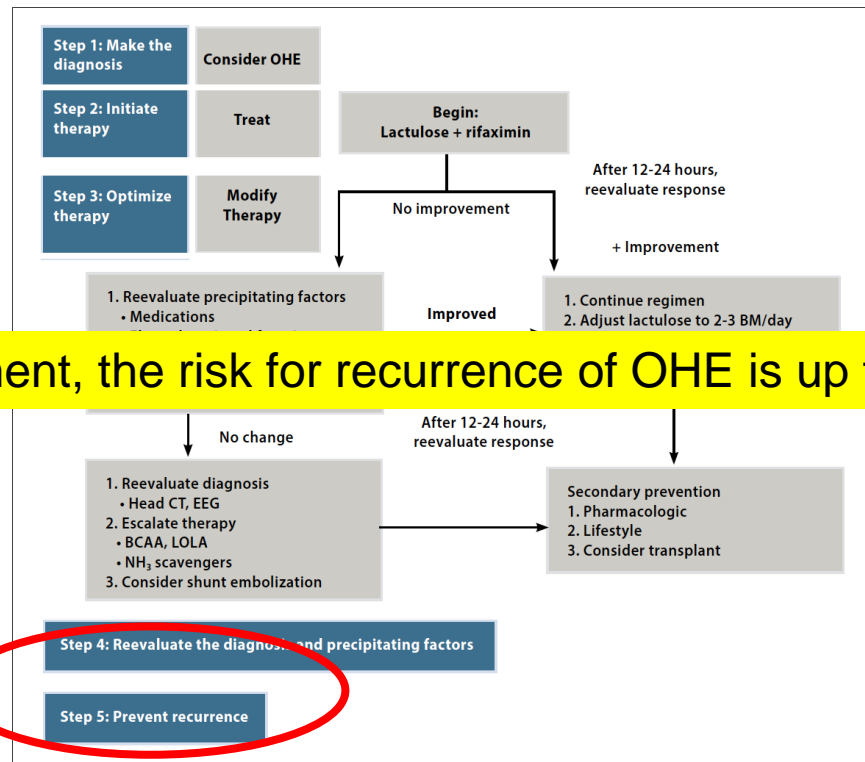 Step 1: Make the
diagnosis
Consider OHE
Step 2: Initiate
therapy
Treat
Begin:
Lactulose + rifaximin
After 12-24 hours,
reevaluate response
Step 3: Optimize
therapy
Modify
Therapy
No improvement
+ Improvement
1. Reevaluate precipitating factors
• Medications
Improved
1. Continue regimen
2. Adjust lactulose to 2-3 BM/day
ment, the risk for recurrence of OHE is up
After 12-24 hours,
reevaluate response
No change
1. Reevaluate diagnosis
• Head CT, EEG
2. Escalate therapy
• BCAA, LOLA
• NH₃ scavengers
3. Consider shunt embolization
Secondary prevention
1. Pharmacologic
2. Lifestyle
3. Consider transplant
Step 4: Reevaluate the diagnosis and precipitating factors
Step 5: Prevent recurrence